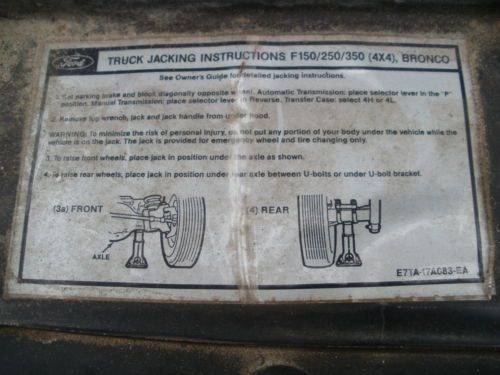 Ford TRUCK JACKING INSTRUCTIONS F150/250/350 (4X4), BRONCO
See Owner's Guide for detailed jacking instructions.
1. Set parking brake and block diagonally opposite wheel. Automatic Transmission: place selector lever in the "P"
position. Manual Transmission: place selector lever in Reverse. Transfer Case: select 4H or 4L.
2. Remove lug wrench, jack and jack handle from under hood.
WARNING: To minimize the risk of personal injury, do not put any portion of your body under the vehicle while the
vehicle is on the jack. The jack is provided for emergency wheel and tire changing only.
3. To raise front wheels, place jack in position under the axle as shown.
4. To raise rear wheels, place jack in position under rear axle between U-bolts or under U-bolt bracket.
(3a) FRONT
(4) REAR
AXLE
E7TA-17A083-EA